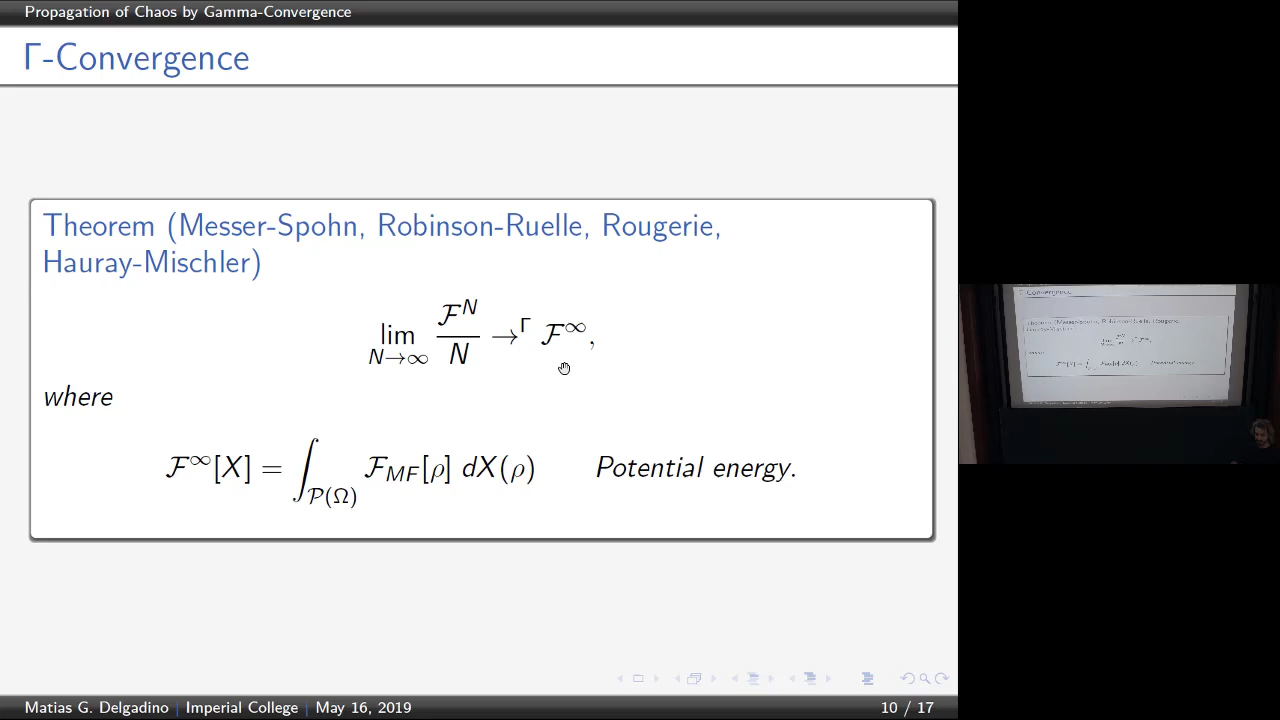 Propagation of Chaos by Gamma-Convergence
Γ-Convergence
Theorem (Messer-Spohn, Robinson-Ruelle, Rougerie,
Hauray-Mischler)
lim_{N→∞} 𝓕^N / N →^Γ 𝓕^∞,
where
𝓕^∞[X] = ∫_{𝒫(Ω)} 𝓕_{MF}[ρ] dX(ρ) Potential energy.
Matias G. Delgadino | Imperial College | May 16, 2019 10 / 17